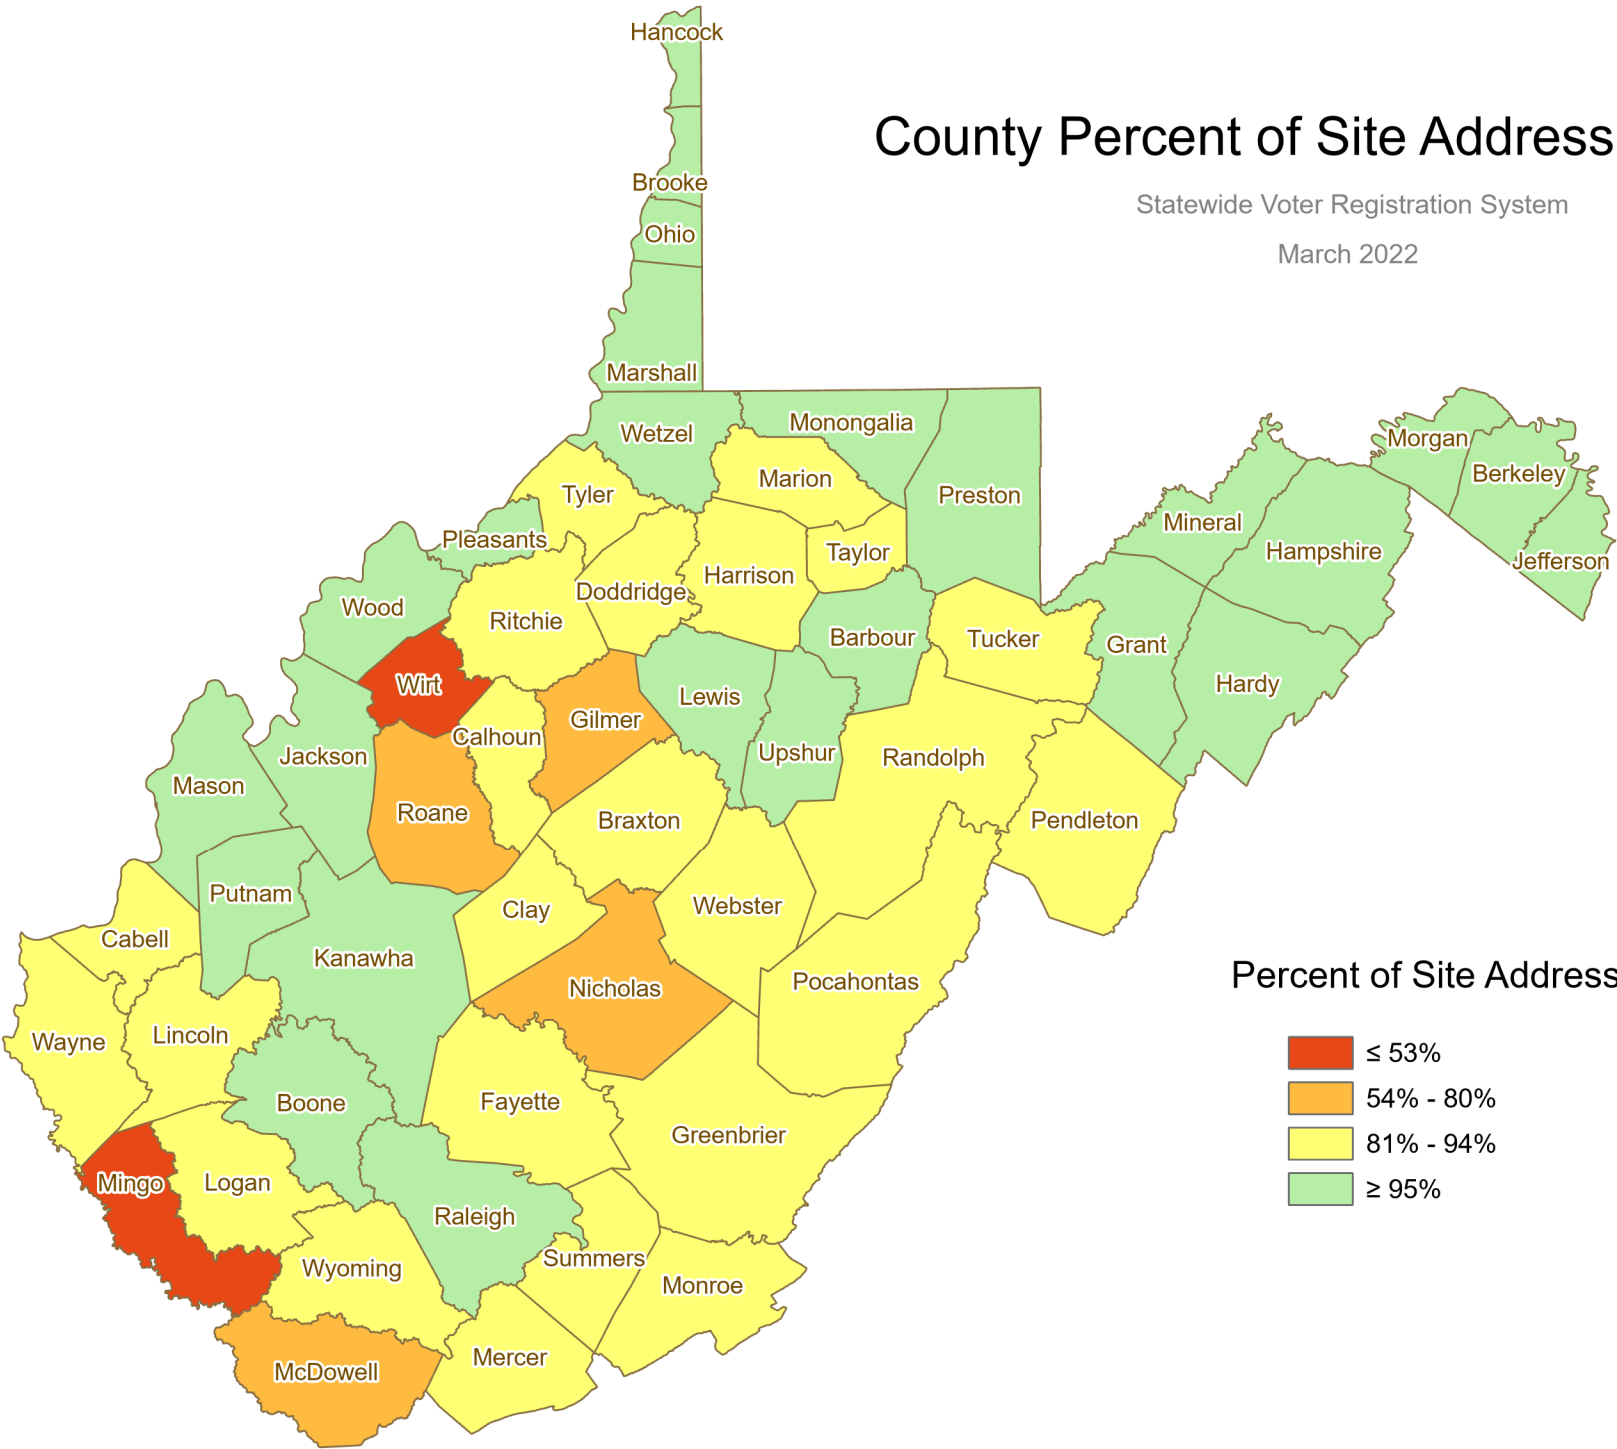 Hancock
County Percent of Site Address
Brooke
Statewide Voter Registration System
Ohio
March 2022
Marshall
Wetzel
Monongalia
Morgan
Berkeley
Marion
Tyler
Preston
Mineral
Pleasants
Hampshire
Taylor
Jefferson
Harrison
Doddridge
Wood
Ritchie
Barbour
Tucker
Grant
Wirt
Hardy
Lewis
Gilmer
Calhoun
Jackson
Upshur
Randolph
Mason
Roane
Braxton
Pendleton
Putnam
Clay
Webster
Cabell
Kanawha
Percent of Site Address
Pocahontas
Nicholas
Lincoln
Wayne
≤ 53%
Boone
Fayette
54% - 80%
Greenbrier
81% - 94%
Mingo
Logan
≥ 95%
Raleigh
Summers
Wyoming
Monroe
Mercer
McDowell